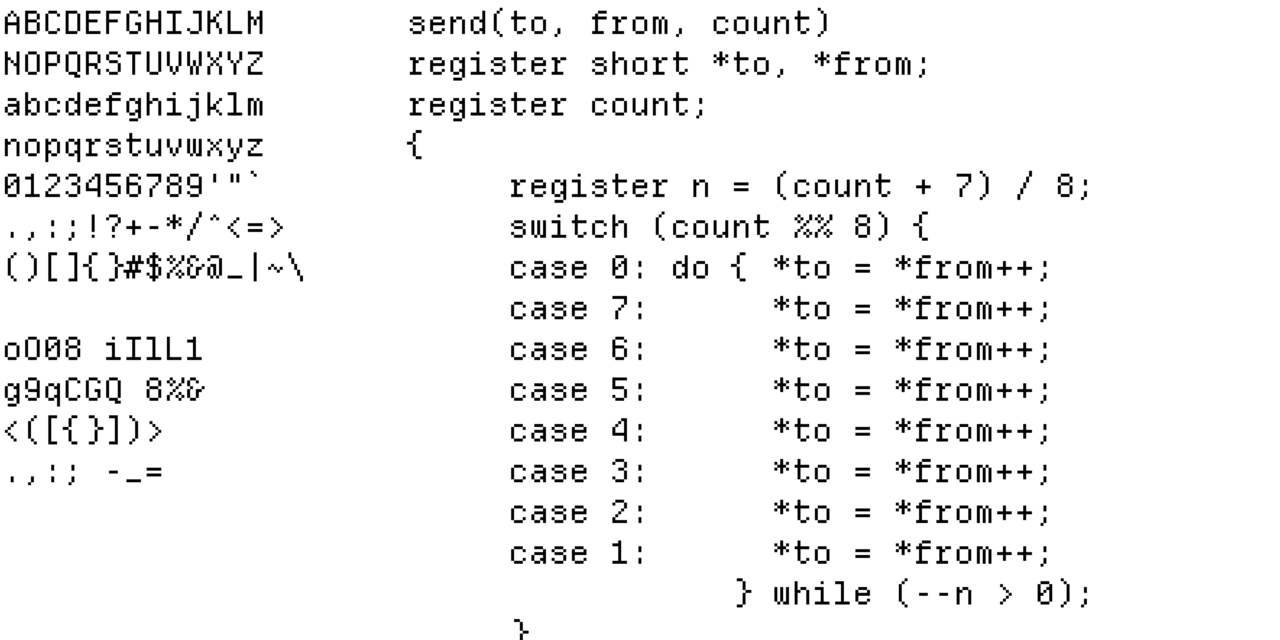 ABCDEFGHIJKLM
NOPQRSTUVWXYZ
abcdefghijklm
nopqrstuvwxyz
0123456789'"`
.,:;!?+-*/^<=>
()[]{}#$%&@_|~\
oO08 iIlL1
g9qCGQ 8%&
<([{}])>
.,:; -_=
send(to, from, count)
register short *to, *from;
register count;
{
register n = (count + 7) / 8;
switch (count %% 8) {
case 0: do { *to = *from++;
case 7:      *to = *from++;
case 6:      *to = *from++;
case 5:      *to = *from++;
case 4:      *to = *from++;
case 3:      *to = *from++;
case 2:      *to = *from++;
case 1:      *to = *from++;
} while (--n > 0);
}